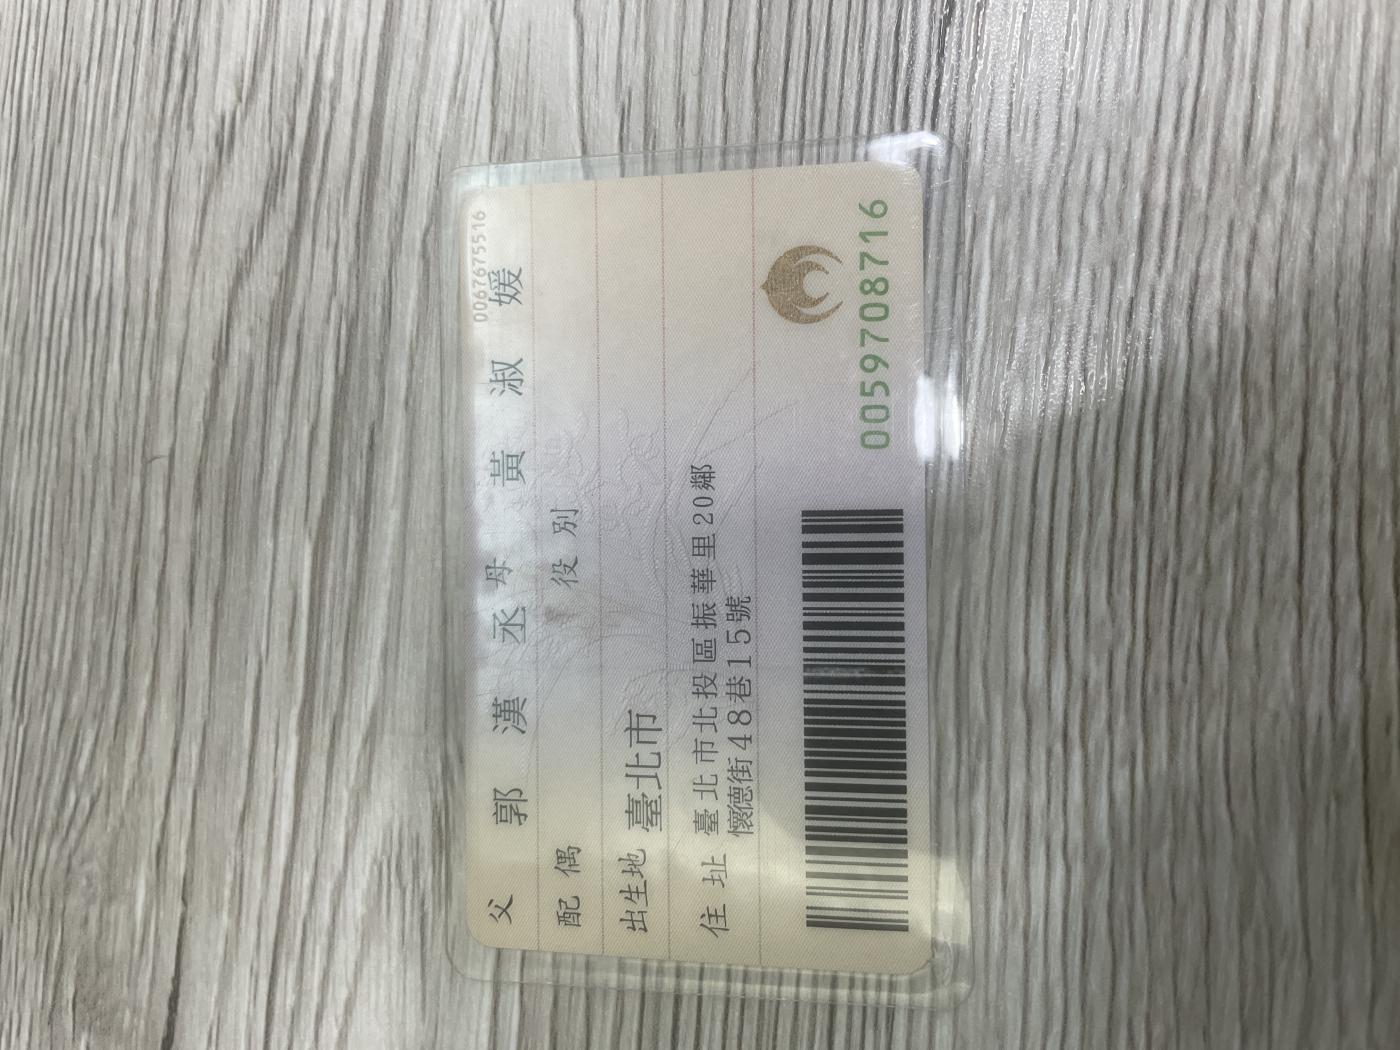 0067675516
父 郭漢丞 母 黃淑媛
配偶 役別
出生地 臺北市
住址 臺北市北投區振華里20鄰
懷德街48巷15號
0059708716